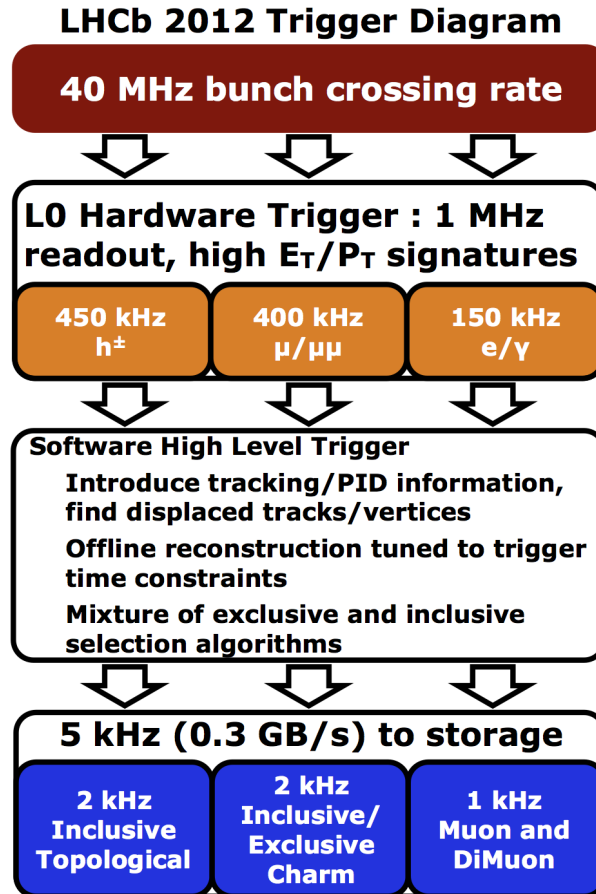 LHCb 2012 Trigger Diagram
40 MHz bunch crossing rate
L0 Hardware Trigger : 1 MHz
readout, high ET/PT signatures
450 kHz
h±
400 kHz
μ/μμ
150 kHz
e/γ
Software High Level Trigger
Introduce tracking/PID information,
find displaced tracks/vertices
Offline reconstruction tuned to trigger
time constraints
Mixture of exclusive and inclusive
selection algorithms
5 kHz (0.3 GB/s) to storage
2 kHz
Inclusive
Topological
2 kHz
Inclusive/
Exclusive
Charm
1 kHz
Muon and
DiMuon